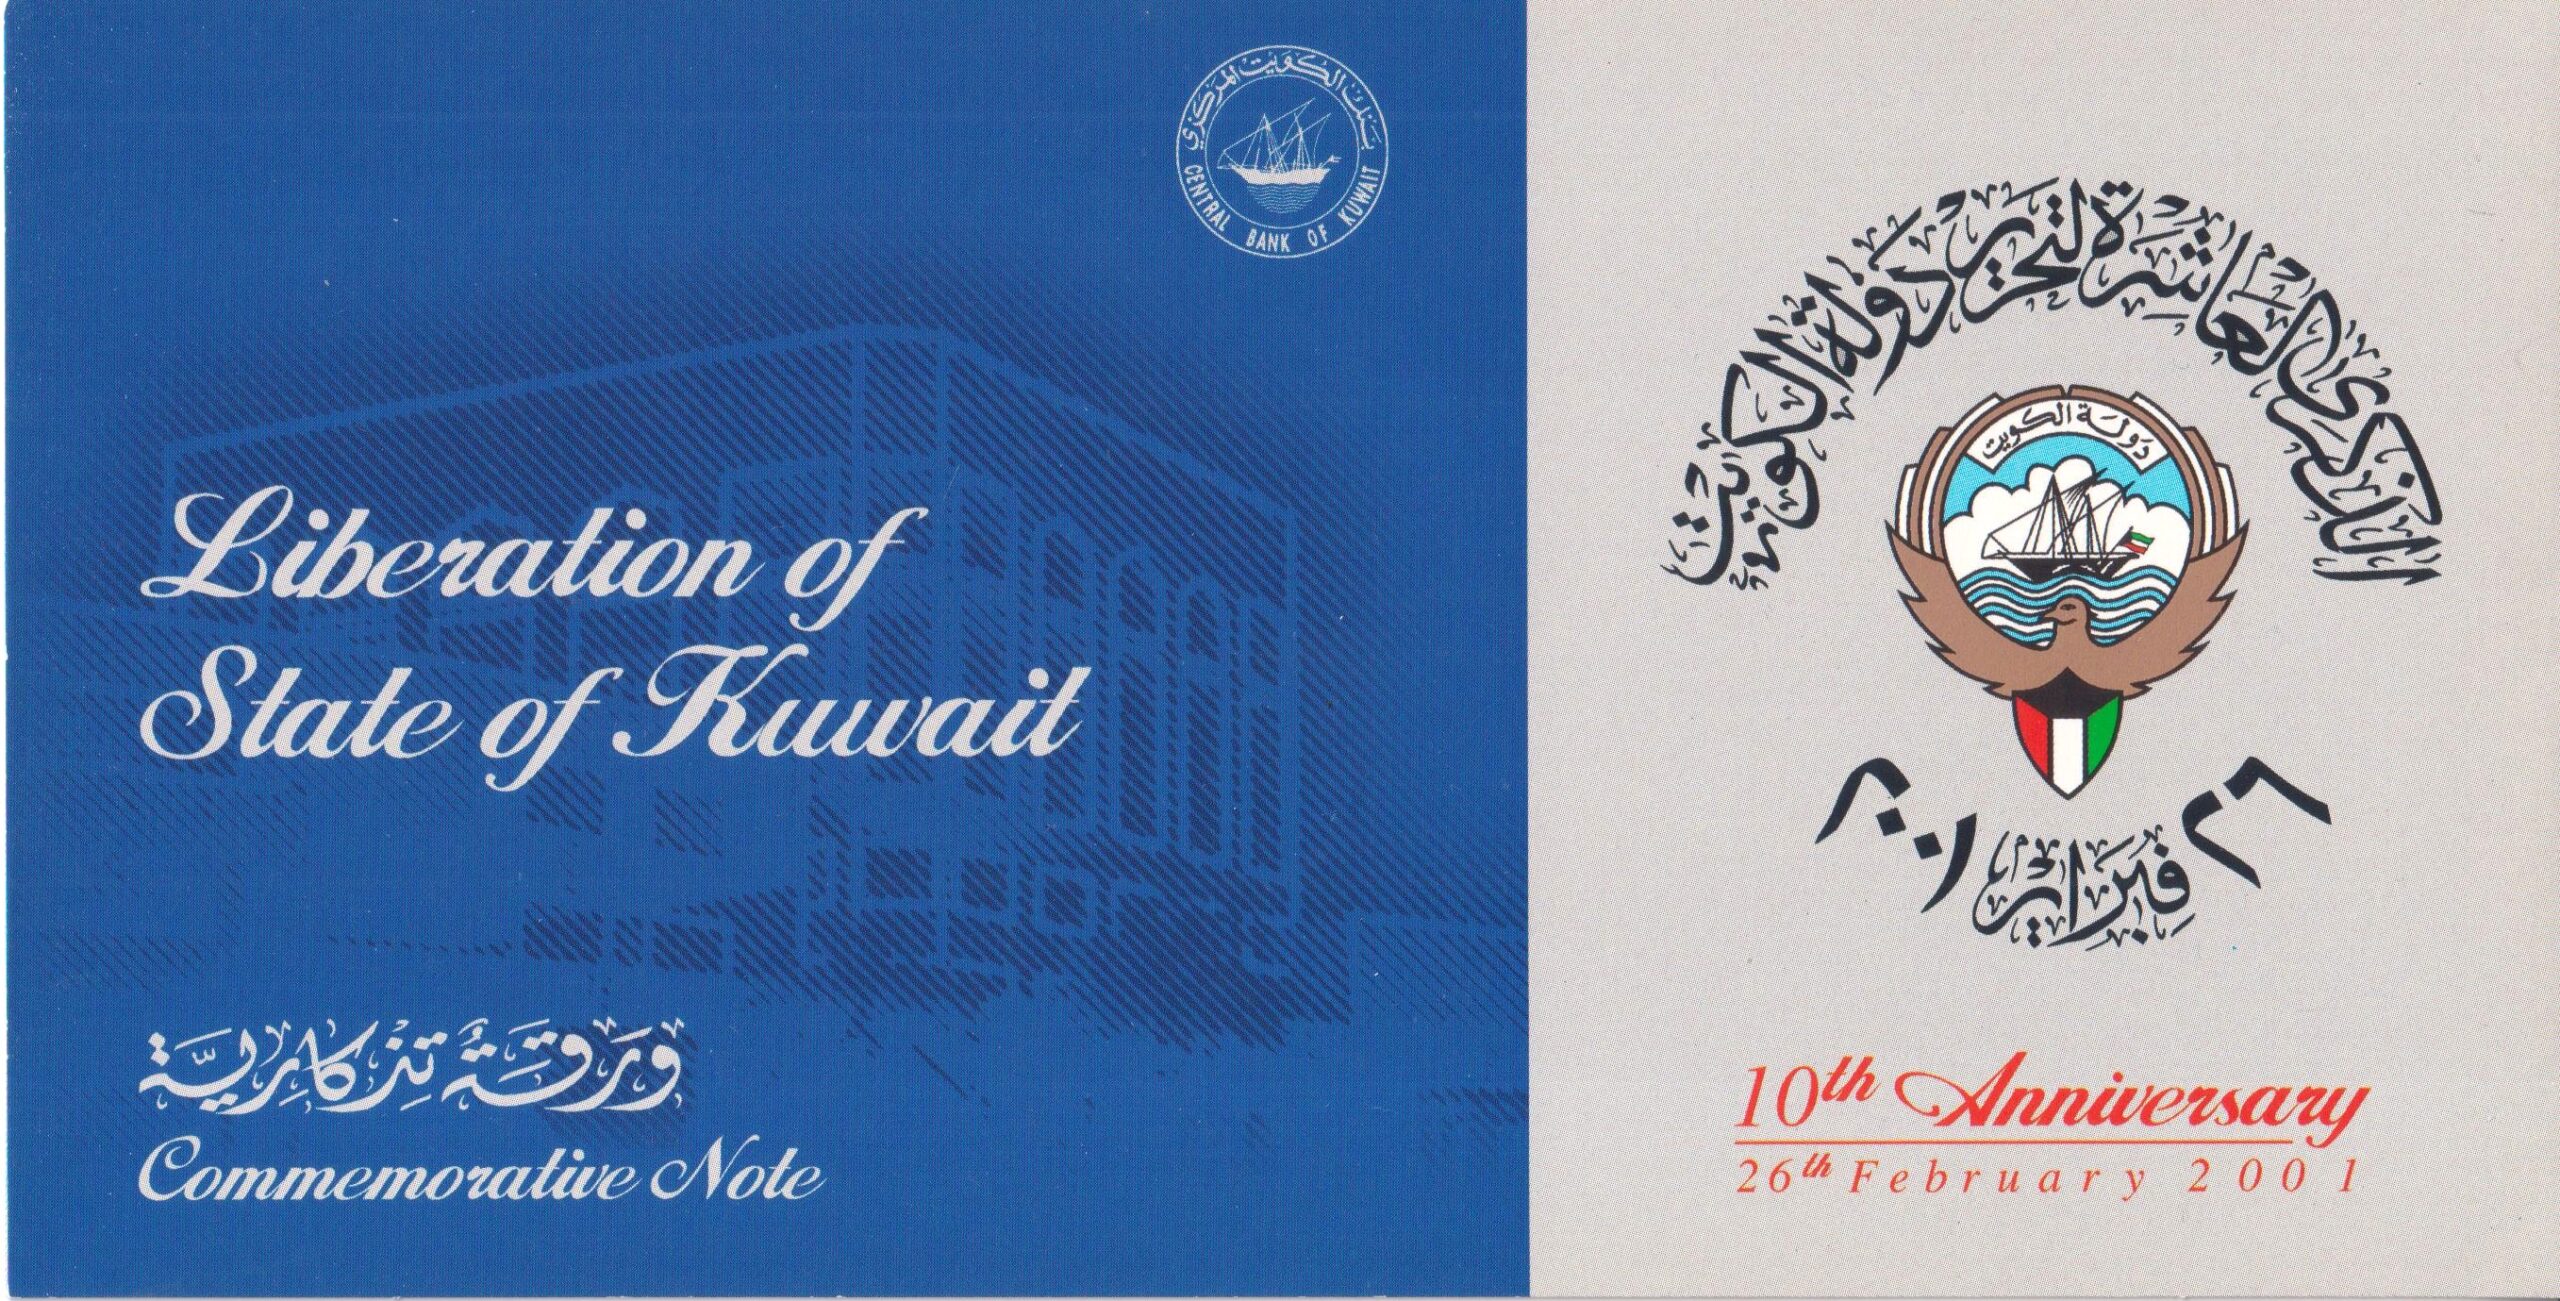 بنك الكويت المركزي
CENTRAL BANK OF KUWAIT
Liberation of
State of Kuwait
ورقة تذكارية
Commemorative Note
الذكرى العاشرة لتحرير دولة الكويت
دولة الكويت
٢٦ فبراير ٢٠٠١
10th Anniversary
26th February 2001